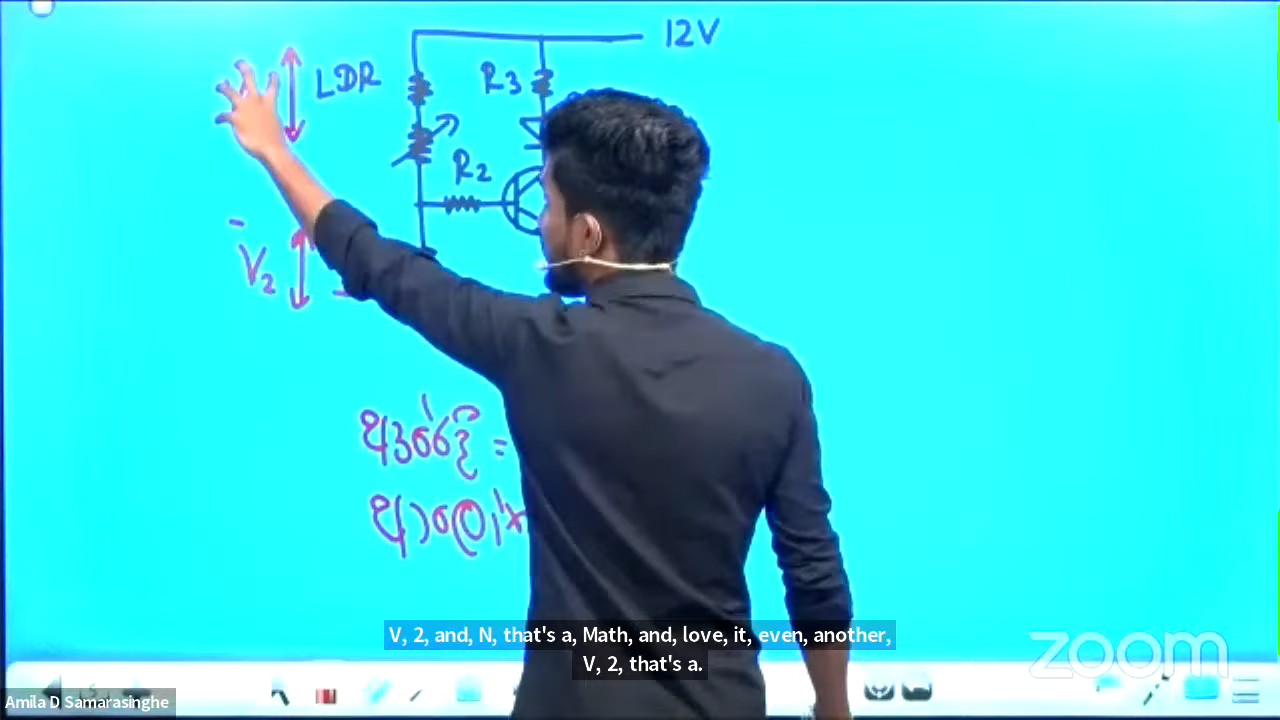 12V
LDR
R3
R2
V2
V, 2, and, N, that's a, Math, and, love, it, even, another,
V, 2, that's a.
zoom
Amila D Samarasinghe